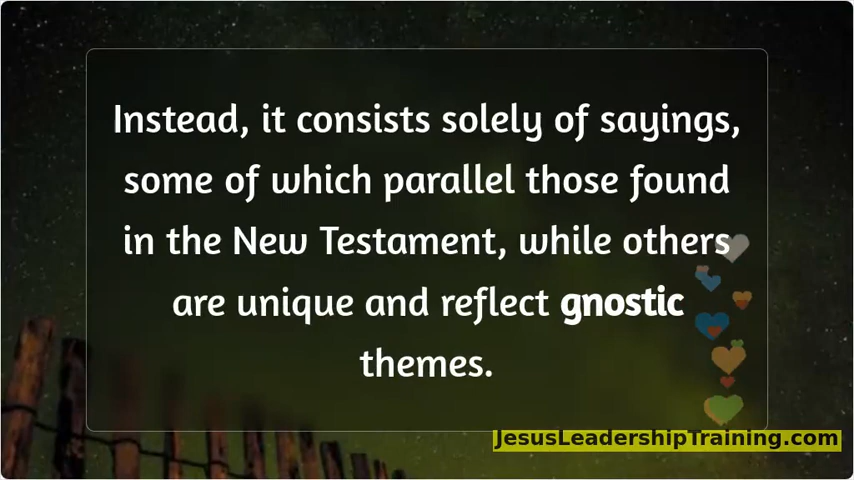 Instead, it consists solely of sayings,
some of which parallel those found
in the New Testament, while others
are unique and reflect gnostic
themes.
JesusLeadershipTraining.com